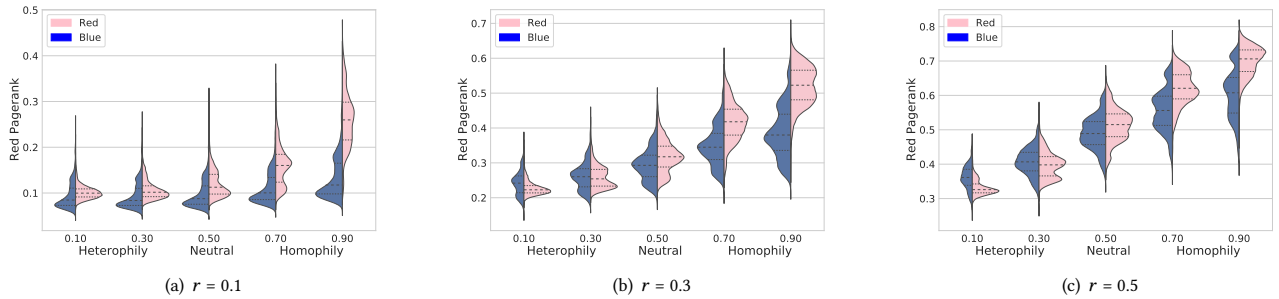 0.5
0.4
0.3
0.2
0.1
Red Pagerank
Red
Blue
0.10 0.30 0.50 0.70 0.90
Heterophily Neutral Homophily
(a) r = 0.1
0.7
0.6
0.5
0.4
0.3
0.2
Red Pagerank
Red
Blue
0.10 0.30 0.50 0.70 0.90
Heterophily Neutral Homophily
(b) r = 0.3
0.8
0.7
0.6
0.5
0.4
0.3
Red Pagerank
Red
Blue
0.10 0.30 0.50 0.70 0.90
Heterophily Neutral Homophily
(c) r = 0.5